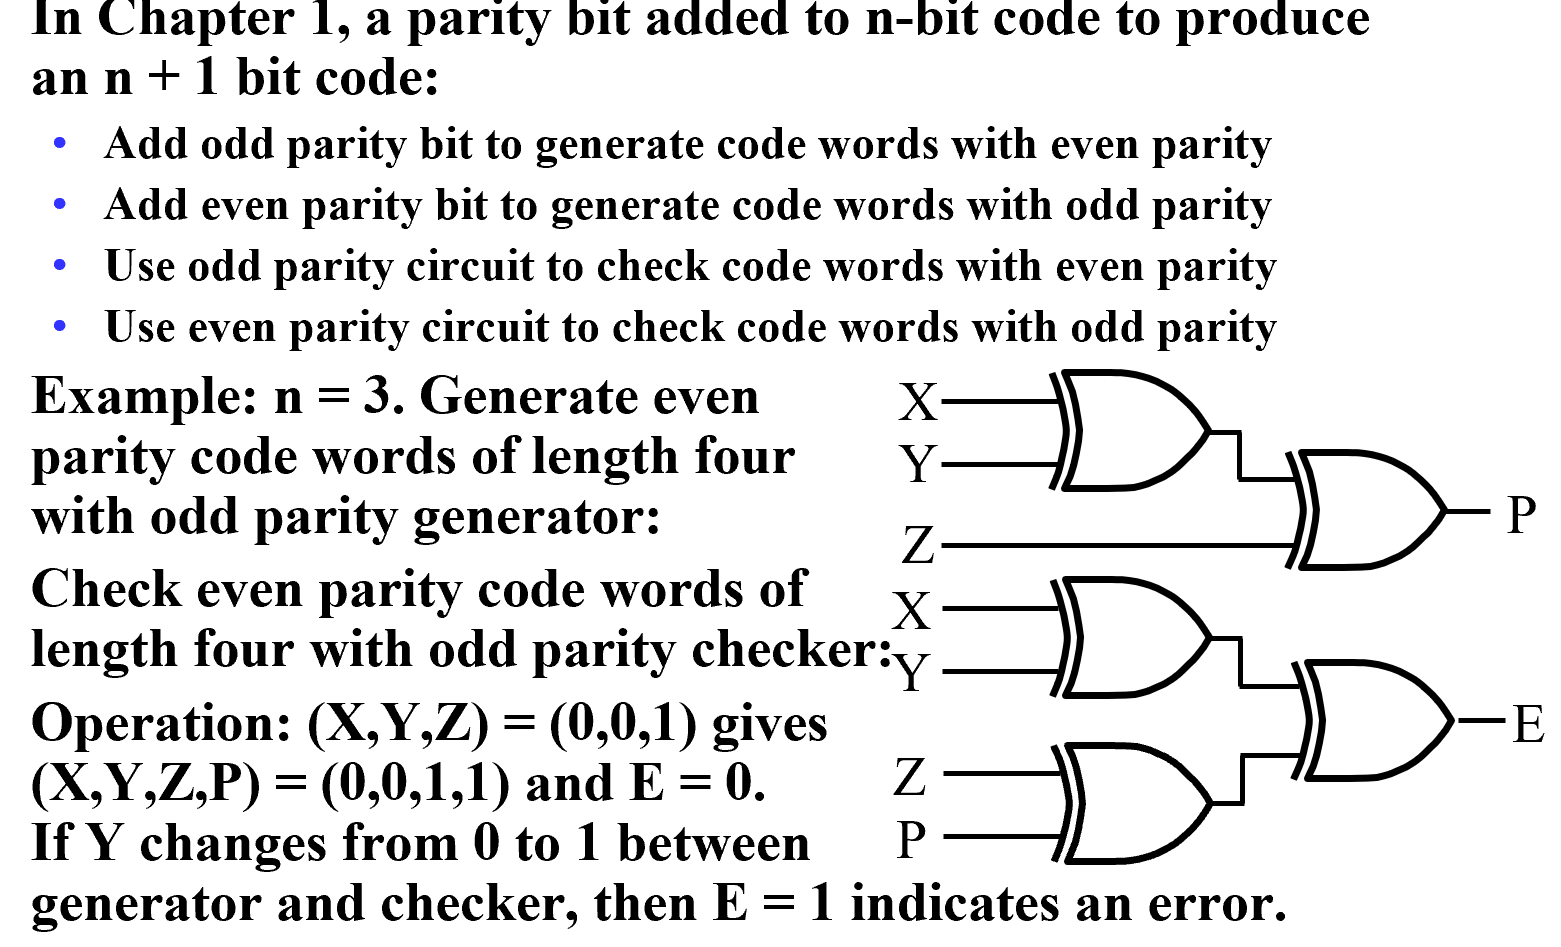 In Chapter 1, a parity bit added to n-bit code to produce
an n + 1 bit code:
• Add odd parity bit to generate code words with even parity
• Add even parity bit to generate code words with odd parity
• Use odd parity circuit to check code words with even parity
• Use even parity circuit to check code words with odd parity
Example: n = 3. Generate even
parity code words of length four
with odd parity generator:
Check even parity code words of
length four with odd parity checker:
Operation: (X,Y,Z) = (0,0,1) gives
(X,Y,Z,P) = (0,0,1,1) and E = 0.
If Y changes from 0 to 1 between
generator and checker, then E = 1 indicates an error.
X
Y
Z
P
X
Y
Z
P
E